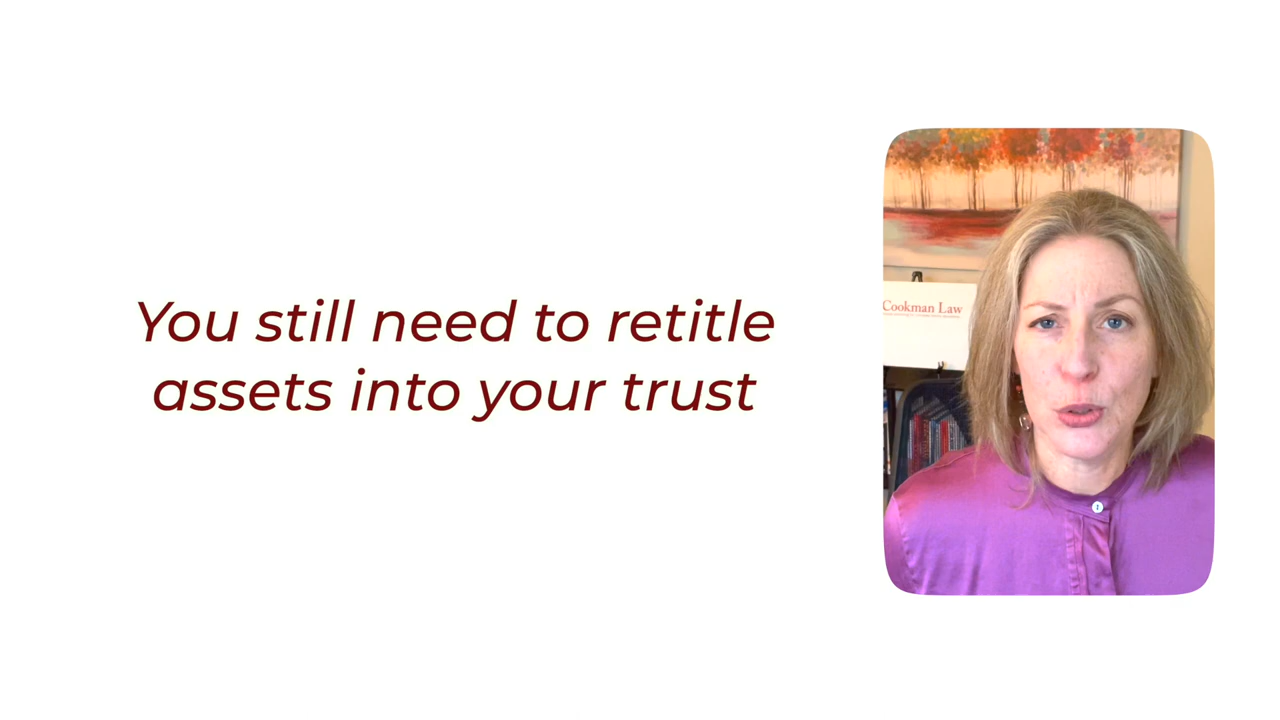 You still need to retitle
assets into your trust
Cookman Law